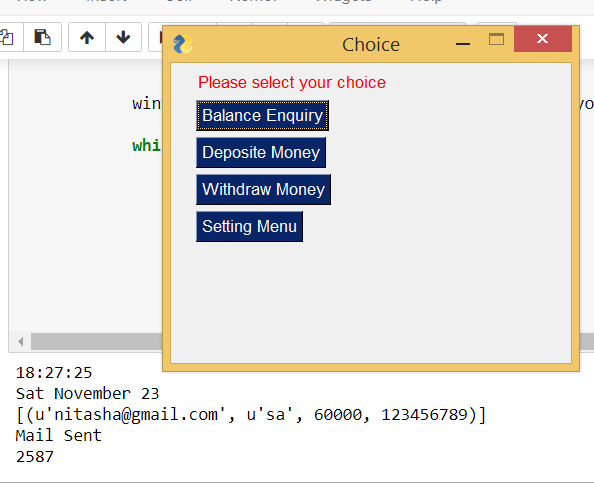 Choice
Please select your choice
Balance Enquiry
Deposite Money
Withdraw Money
Setting Menu
win
yo
whi
18:27:25
Sat November 23
[(u'nitasha@gmail.com', u'sa', 60000, 123456789)]
Mail Sent
2587